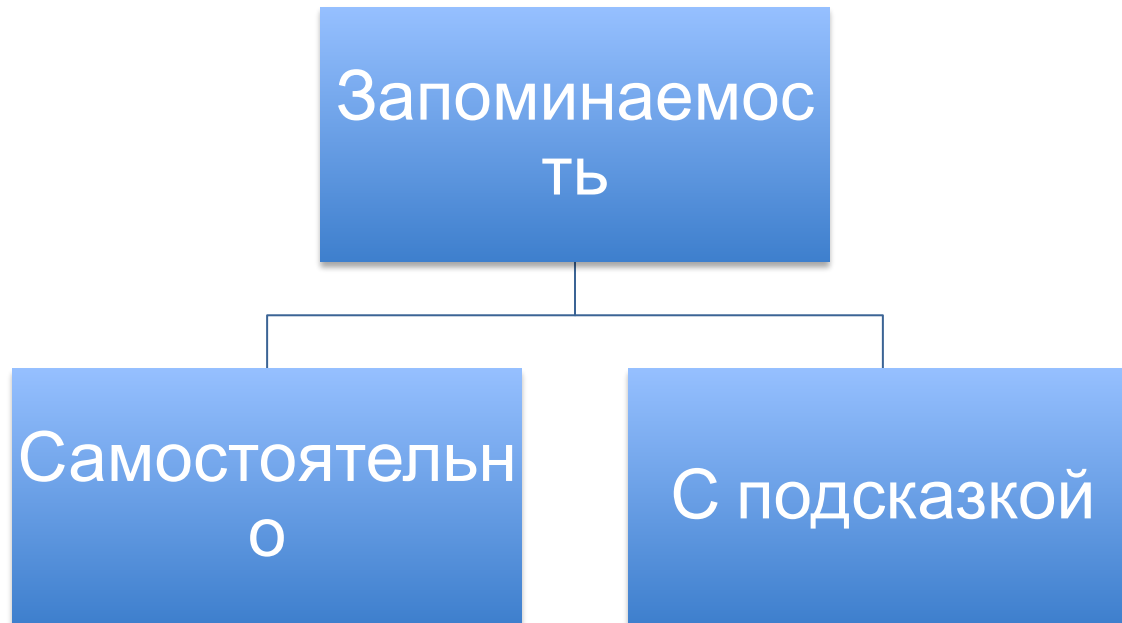 Запоминаемос
ть
Самостоятельн
о
С подсказкой